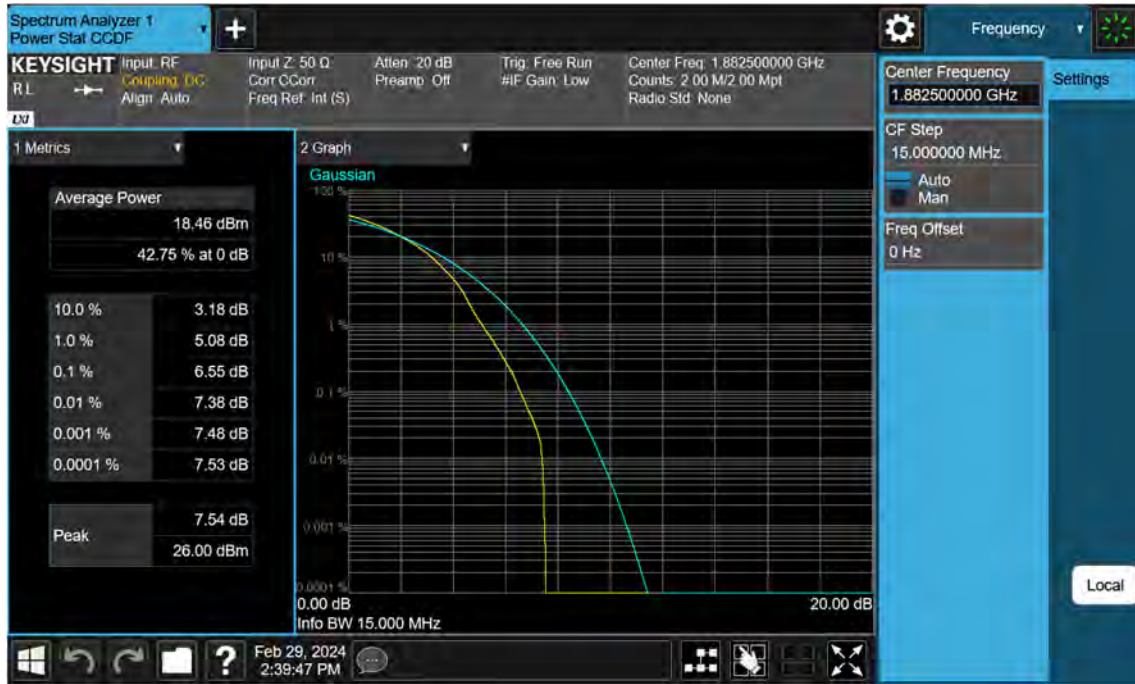 Spectrum Analyzer 1
Power Stat CCDF
Frequency
KEYSIGHT
RL
LXI
Input: RF
Coupling: DC
Align: Auto
Input Z: 50 Ω
Corr CCorr
Freq Ref: Int (S)
Atten: 20 dB
Preamp: Off
Trig: Free Run
#IF Gain: Low
Center Freq: 1.882500000 GHz
Counts: 2.00 M/2.00 Mpt
Radio Std: None
Center Frequency
1.882500000 GHz
Settings
CF Step
15.000000 MHz
Auto
Man
Freq Offset
0 Hz
1 Metrics
Average Power
18.46 dBm
42.75 % at 0 dB
10.0 % 3.18 dB
1.0 % 5.08 dB
0.1 % 6.55 dB
0.01 % 7.38 dB
0.001 % 7.48 dB
0.0001 % 7.53 dB
Peak
7.54 dB
26.00 dBm
2 Graph
Gaussian
100 %
10 %
1 %
0.1 %
0.01 %
0.001 %
0.0001 %
0.00 dB 20.00 dB
Info BW 15.000 MHz
Local
?
Feb 29, 2024
2:39:47 PM